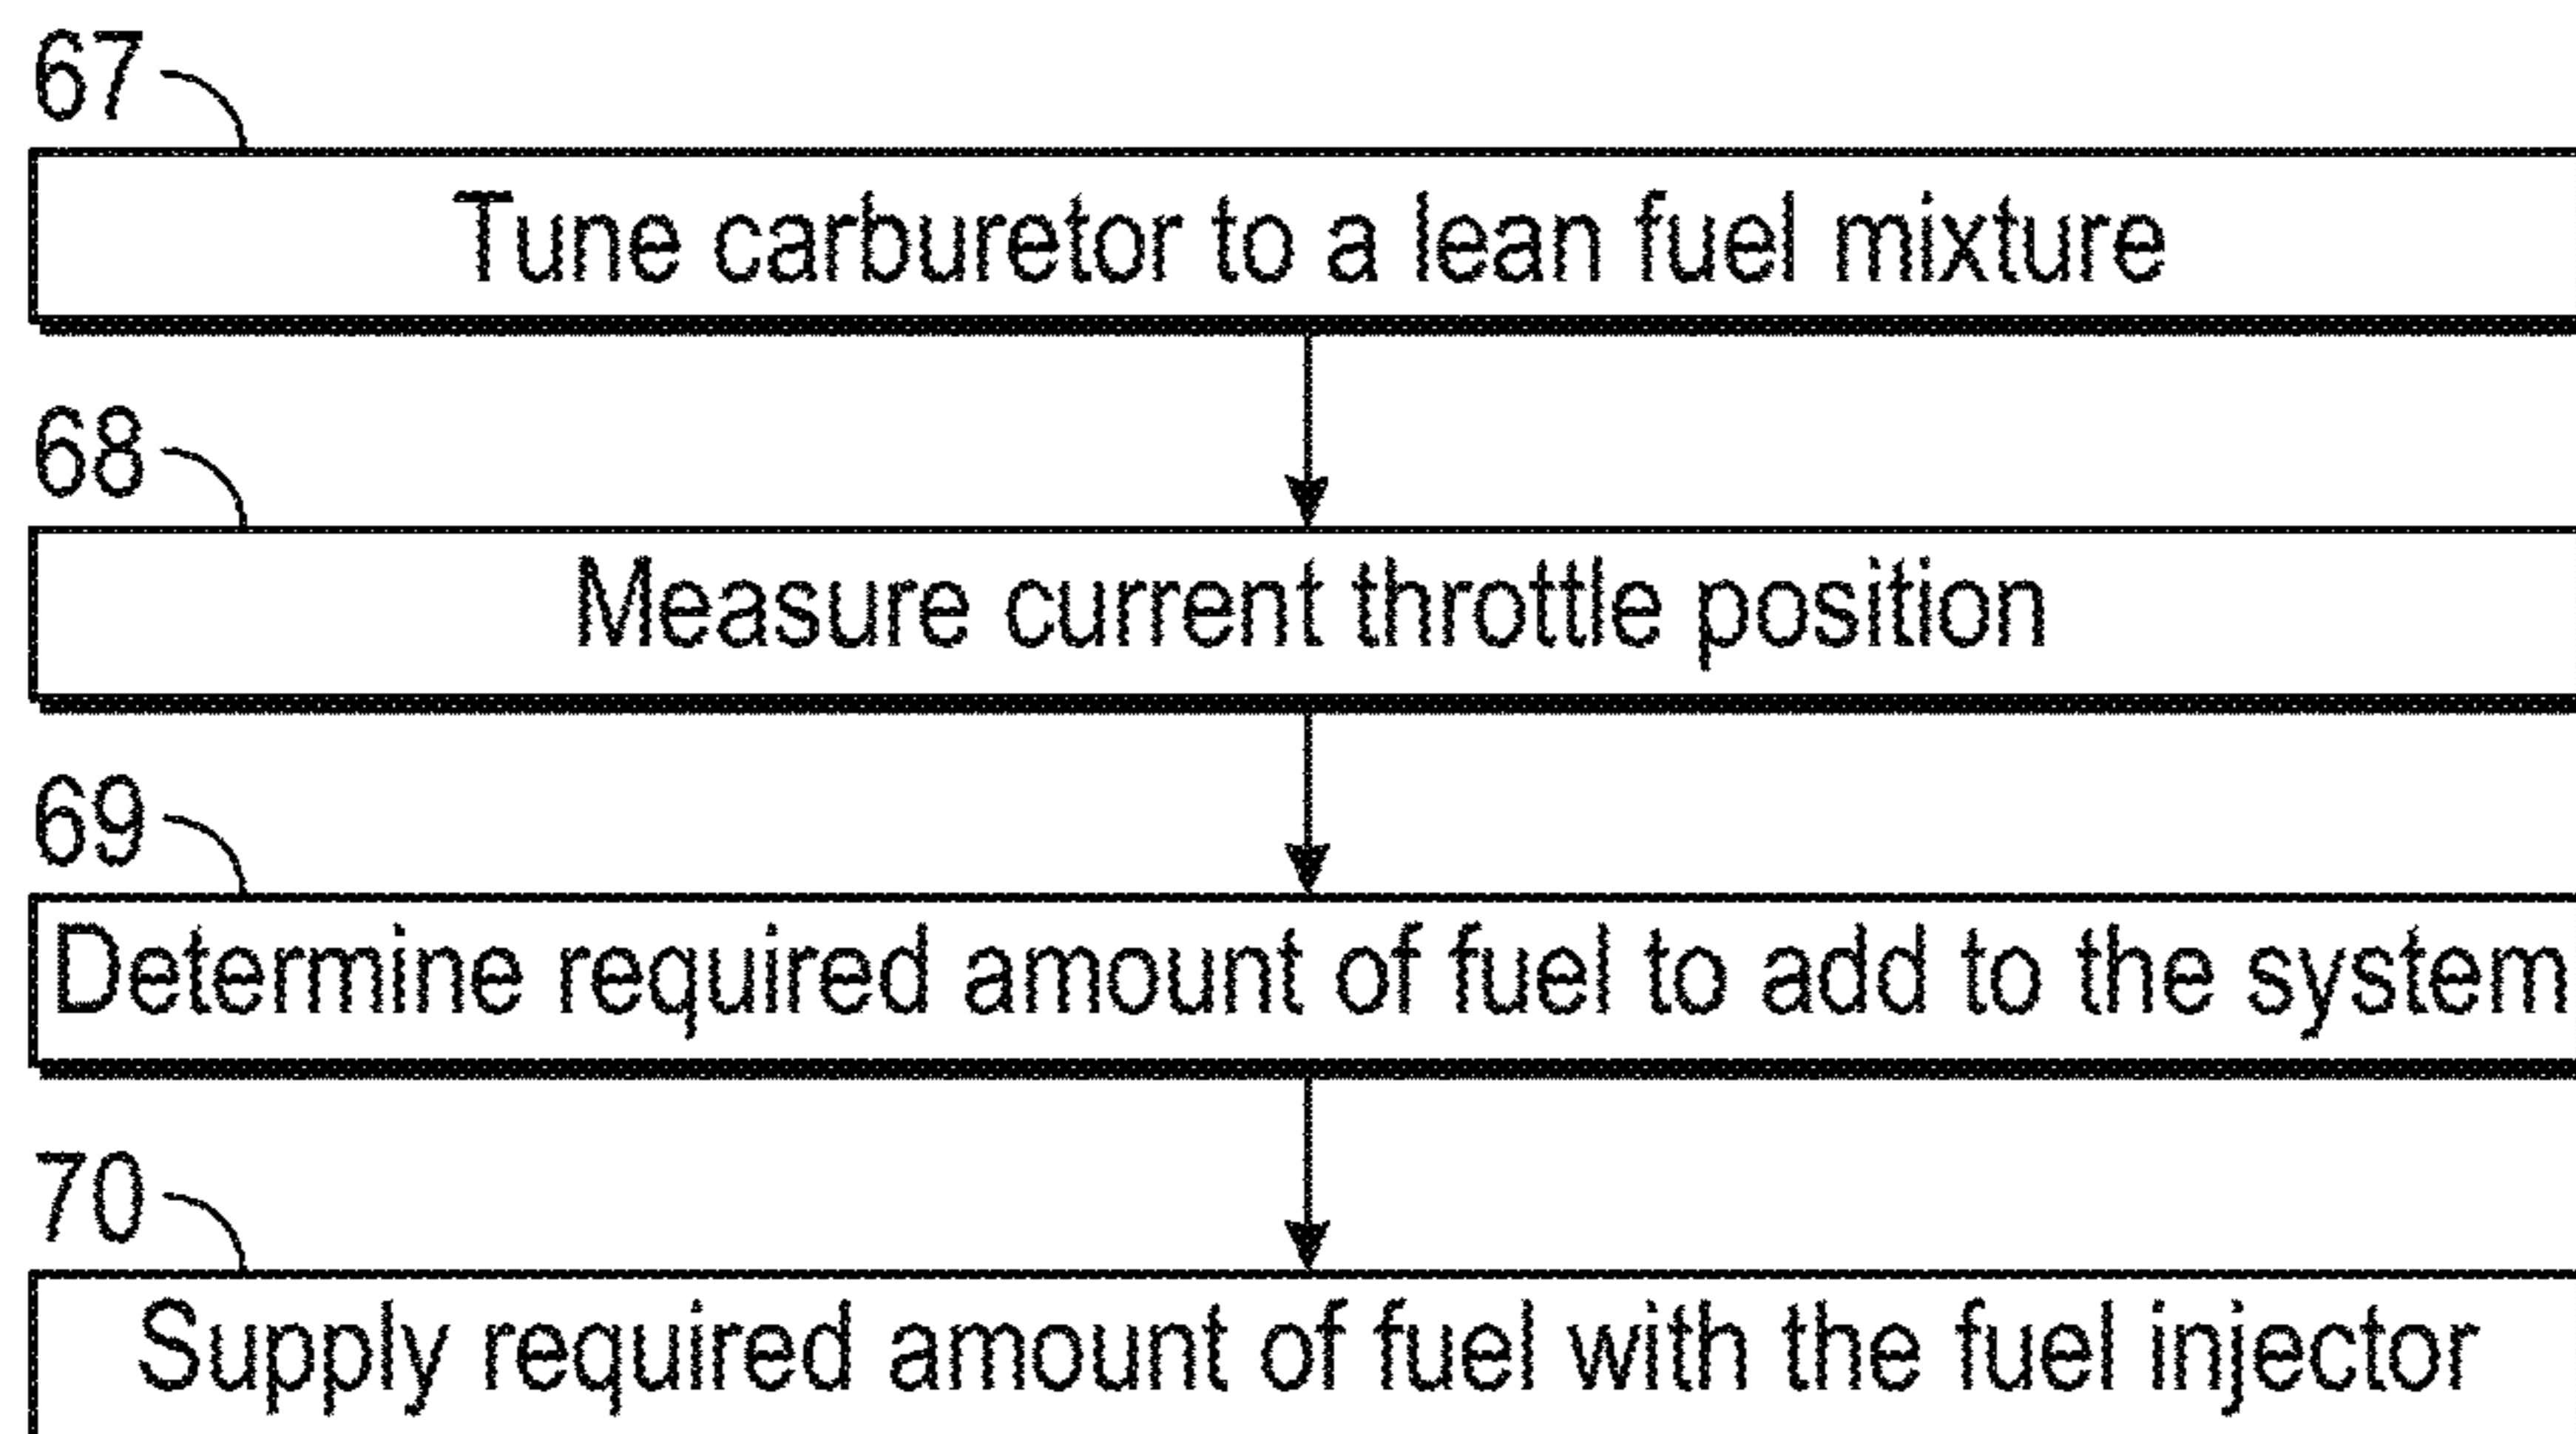 67
Tune carburetor to a lean fuel mixture
68
Measure current throttle position
69
Determine required amount of fuel to add to the system
70
Supply required amount of fuel with the fuel injector